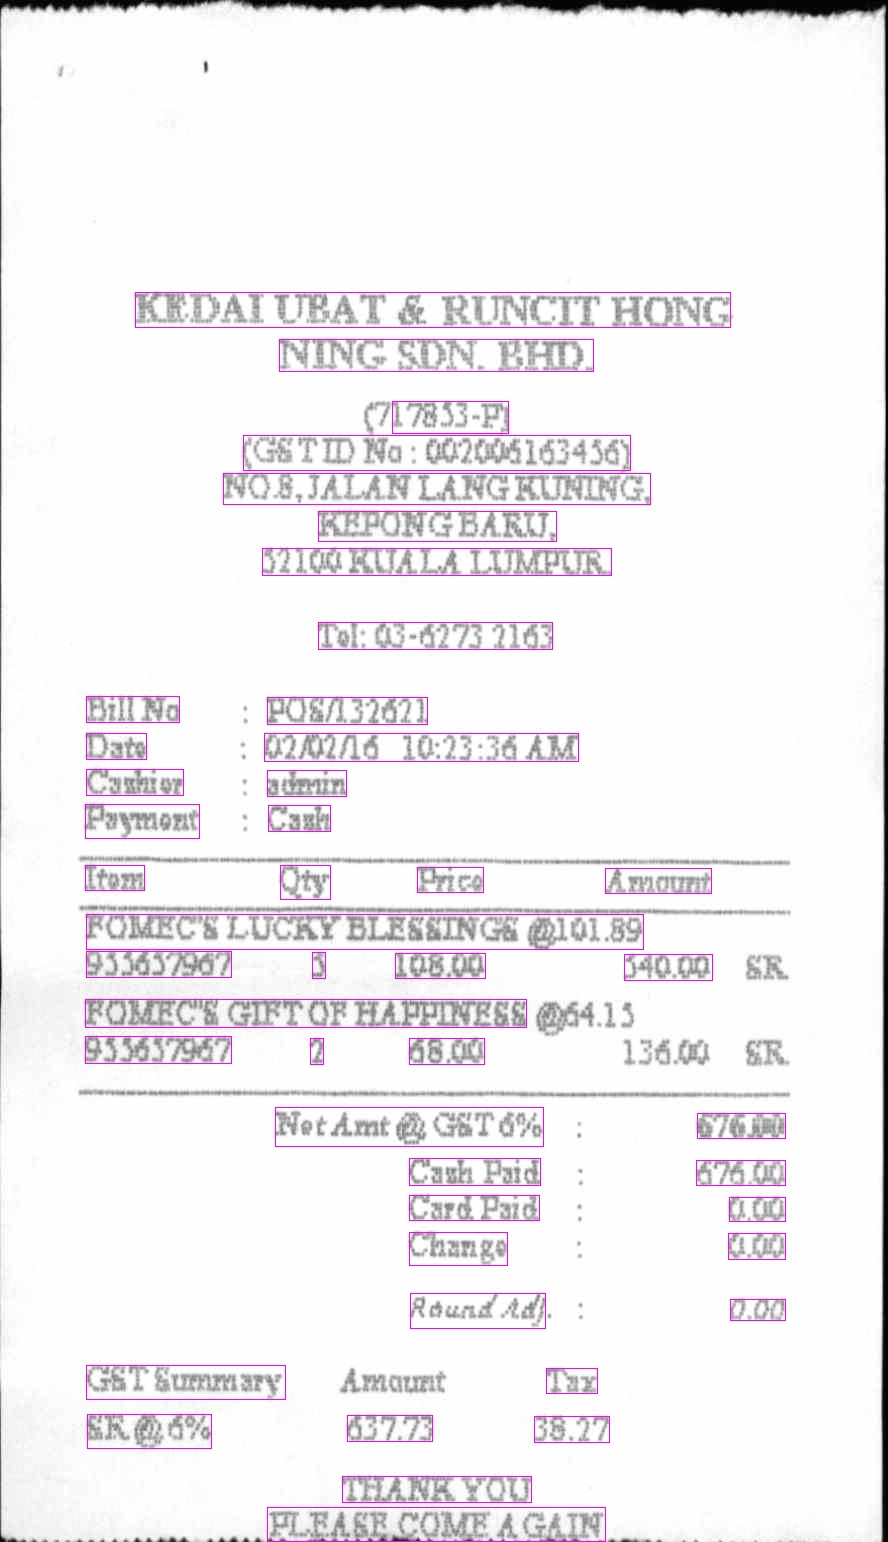 KEDAI UBAT & RUNCIT HONG
NING SDN. BHD.
(717853-P)
(GST ID No : 002006163456)
NO.8, JALAN LANG KUNING,
KEPONG BARU,
52100 KUALA LUMPUR.
Tel: 03-6273 2163
Bill No : POS/132621
Date : 02/02/16 10:23:36 AM
Cashier : admin
Payment : Cash
Item Qty Price Amount
FOMEC'S LUCKY BLESSINGS @101.89
955657967 5 108.00 540.00 SR
FOMEC'S GIFT OF HAPPINESS @64.15
955657967 2 68.00 136.00 SR
Net Amt @ GST 6% : 676.00
Cash Paid : 676.00
Card Paid : 0.00
Change : 0.00
Round Adj. : 0.00
GST Summary Amount Tax
SR @ 6% 637.73 38.27
THANK YOU
PLEASE COME AGAIN